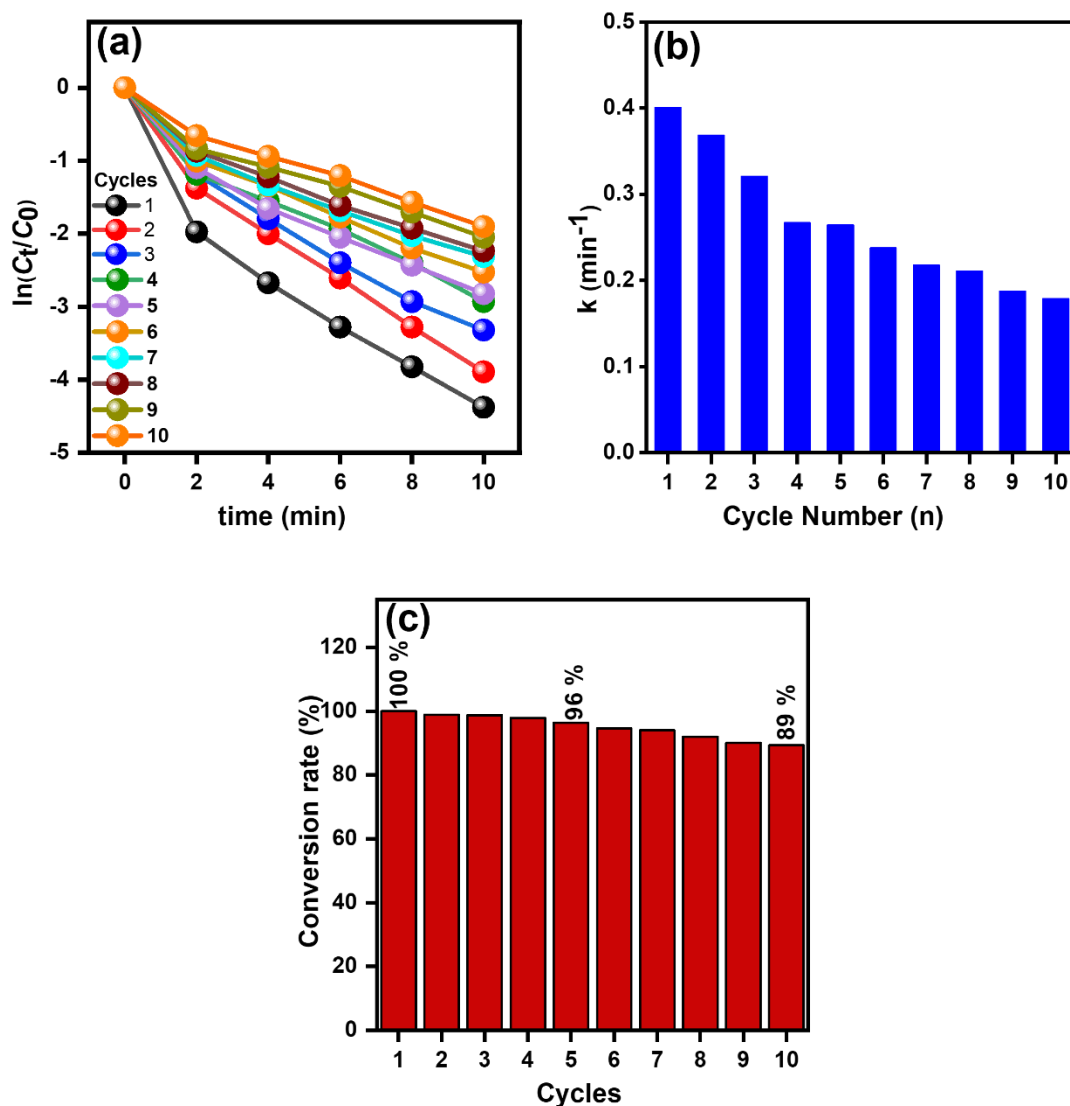 (a)
0
-1
-2
-3
-4
-5
ln(Ct/C0)
Cycles
1
2
3
4
5
6
7
8
9
10
0 2 4 6 8 10
time (min)
(b)
0.5
0.4
0.3
0.2
0.1
0.0
k (min-1)
1 2 3 4 5 6 7 8 9 10
Cycle Number (n)
(c)
120
100
80
60
40
20
0
Conversion rate (%)
100 %
96 %
89 %
1 2 3 4 5 6 7 8 9 10
Cycles